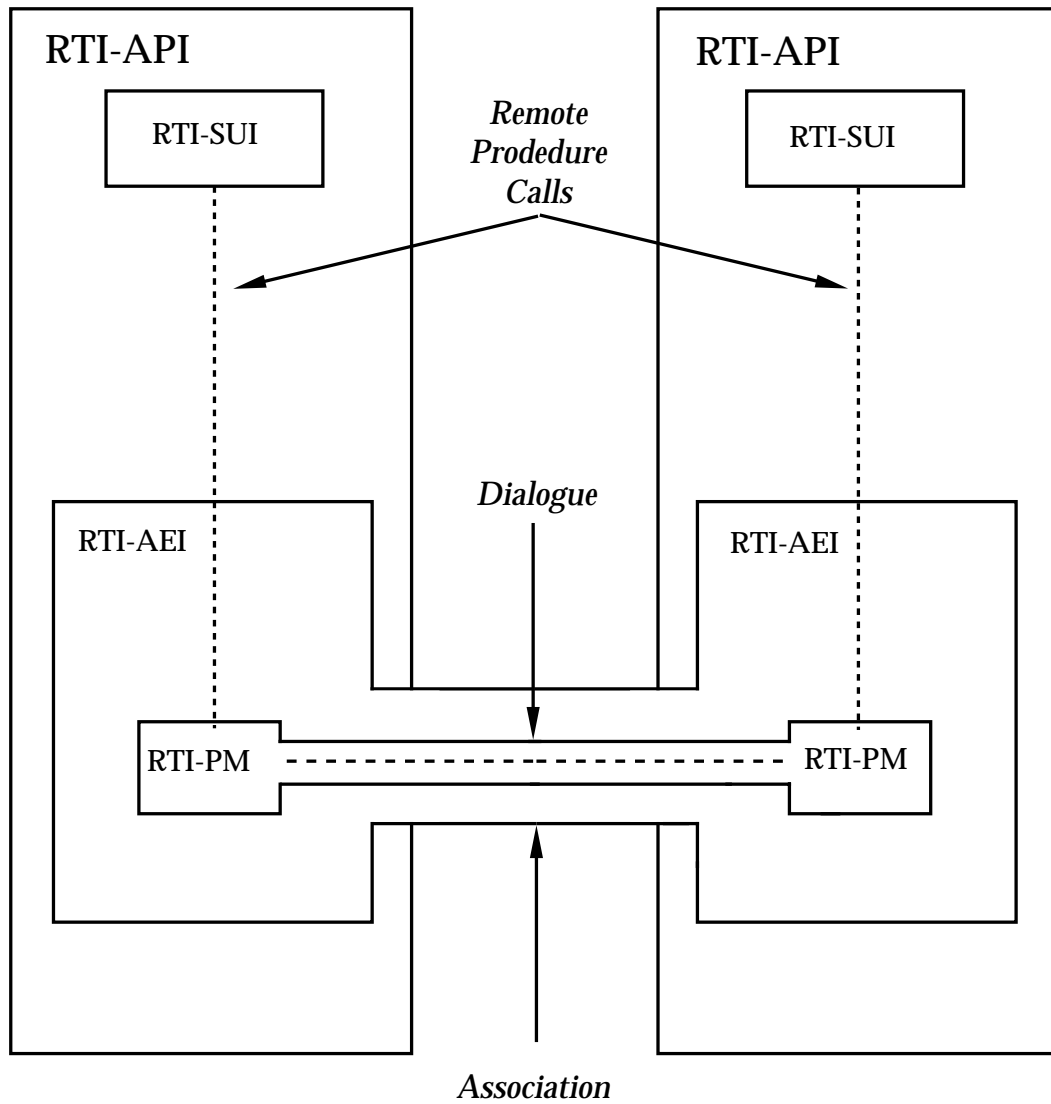 RTI-API
RTI-API
RTI-SUI
Remote
Prodedure
Calls
RTI-SUI
Dialogue
RTI-AEI
RTI-AEI
RTI-PM
RTI-PM
Association